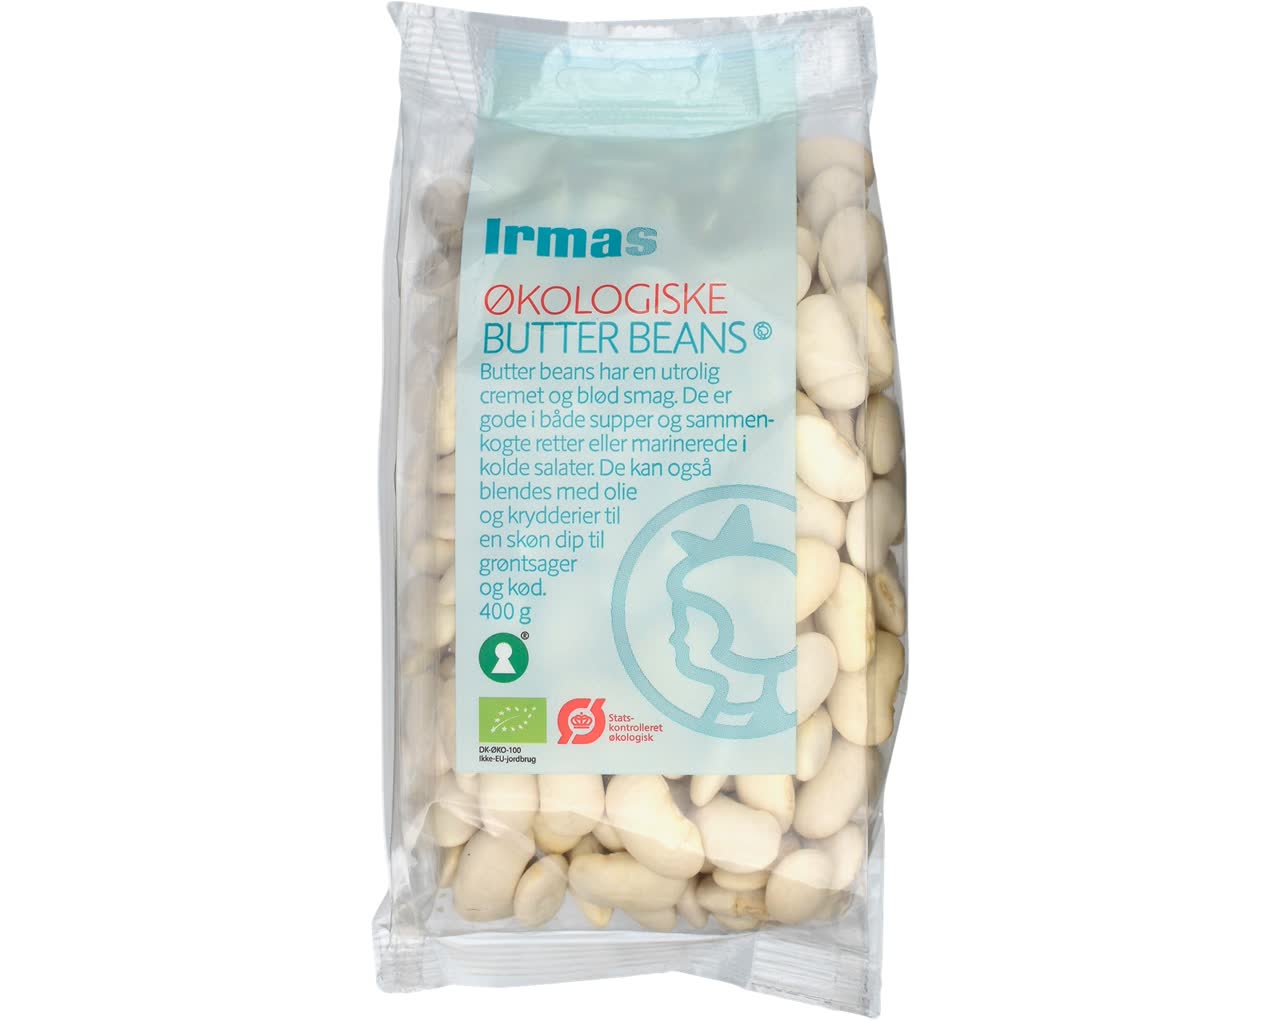 Irmas
ØKOLOGISKE
BUTTER BEANS
Butter beans har en utrolig
cremet og blød smag. De er
gode i både supper og sammen-
kogte retter eller marinerede i
kolde salater. De kan også
blendes med olie
og krydderier til
en skøn dip til
grøntsager
og kød.
400 g
®
Ø
Stats-
kontrolleret
økologisk
DK-ØKO-100
Ikke-EU-jordbrug